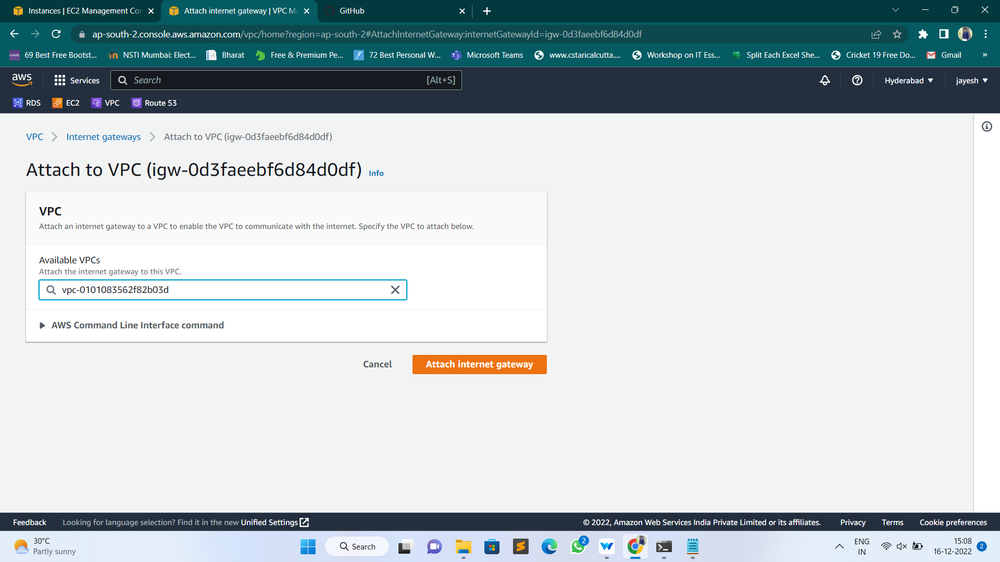 Instances | EC2 Management Con
Attach internet gateway | VPC Ma
GitHub
ap-south-2.console.aws.amazon.com/vpc/home?region=ap-south-2#AttachInternetGateway:internetGatewayId=igw-0d3faeebf6d84d0df
69 Best Free Bootst...
NSTI Mumbai: Elect...
Bharat
Free & Premium Pe...
72 Best Personal W...
Microsoft Teams
www.cstaricalcutta....
Workshop on IT Ess...
Split Each Excel She...
Cricket 19 Free Do...
Gmail
»
aws
Services
Search
[Alt+S]
Hyderabad
jayesh
RDS
EC2
VPC
Route 53
VPC
Internet gateways
Attach to VPC (igw-0d3faeebf6d84d0df)
Attach to VPC (igw-0d3faeebf6d84d0df) Info
VPC
Attach an internet gateway to a VPC to enable the VPC to communicate with the internet. Specify the VPC to attach below.
Available VPCs
Attach the internet gateway to this VPC.
vpc-0101083562f82b03d
AWS Command Line Interface command
Cancel
Attach internet gateway
Feedback
Looking for language selection? Find it in the new Unified Settings
© 2022, Amazon Web Services India Private Limited or its affiliates.
Privacy
Terms
Cookie preferences
30°C
Partly sunny
Search
2
ENG
IN
15:08
16-12-2022
2